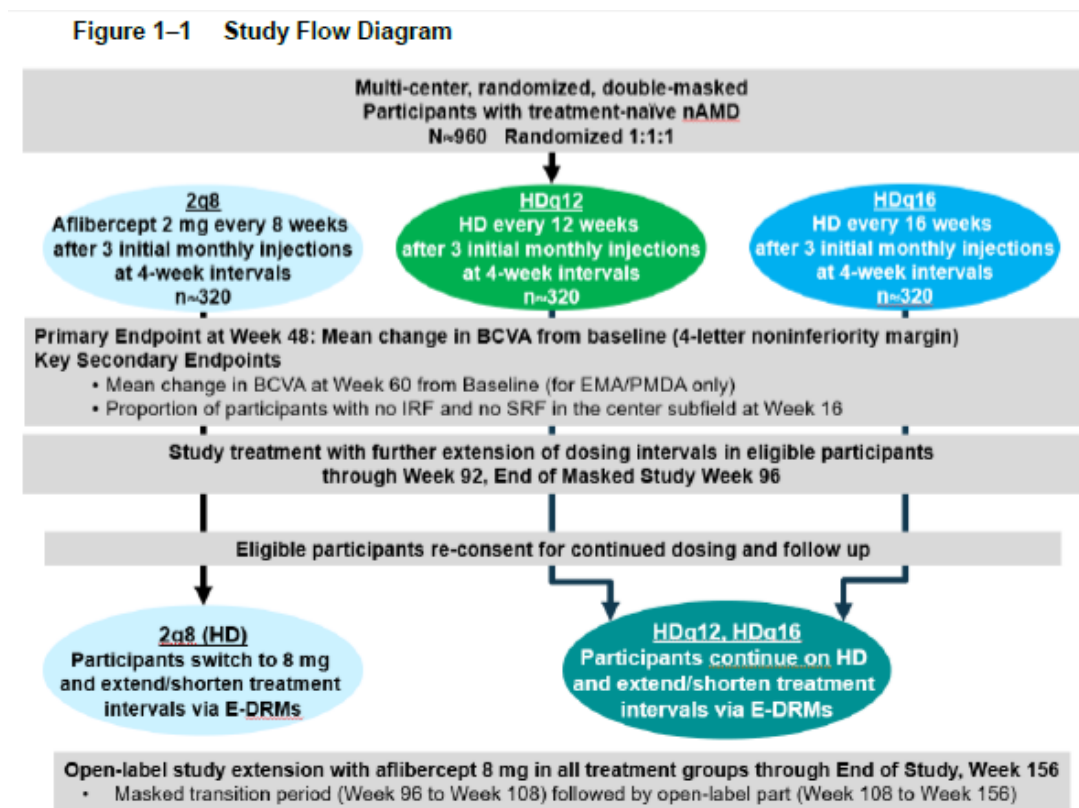 Figure 1–1 Study Flow Diagram
Multi-center, randomized, double-masked
Participants with treatment-naïve nAMD
N≈960 Randomized 1:1:1
2q8
Aflibercept 2 mg every 8 weeks
after 3 initial monthly injections
at 4-week intervals
n≈320
HDq12
HD every 12 weeks
after 3 initial monthly injections
at 4-week intervals
n≈320
HDq16
HD every 16 weeks
after 3 initial monthly injections
at 4-week intervals
n≈320
Primary Endpoint at Week 48: Mean change in BCVA from baseline (4-letter noninferiority margin)
Key Secondary Endpoints
• Mean change in BCVA at Week 60 from Baseline (for EMA/PMDA only)
• Proportion of participants with no IRF and no SRF in the center subfield at Week 16
Study treatment with further extension of dosing intervals in eligible participants
through Week 92, End of Masked Study Week 96
Eligible participants re-consent for continued dosing and follow up
2q8 (HD)
Participants switch to 8 mg
and extend/shorten treatment
intervals via E-DRMs
HDq12, HDq16
Participants continue on HD
and extend/shorten treatment
intervals via E-DRMs
Open-label study extension with aflibercept 8 mg in all treatment groups through End of Study, Week 156
• Masked transition period (Week 96 to Week 108) followed by open-label part (Week 108 to Week 156)